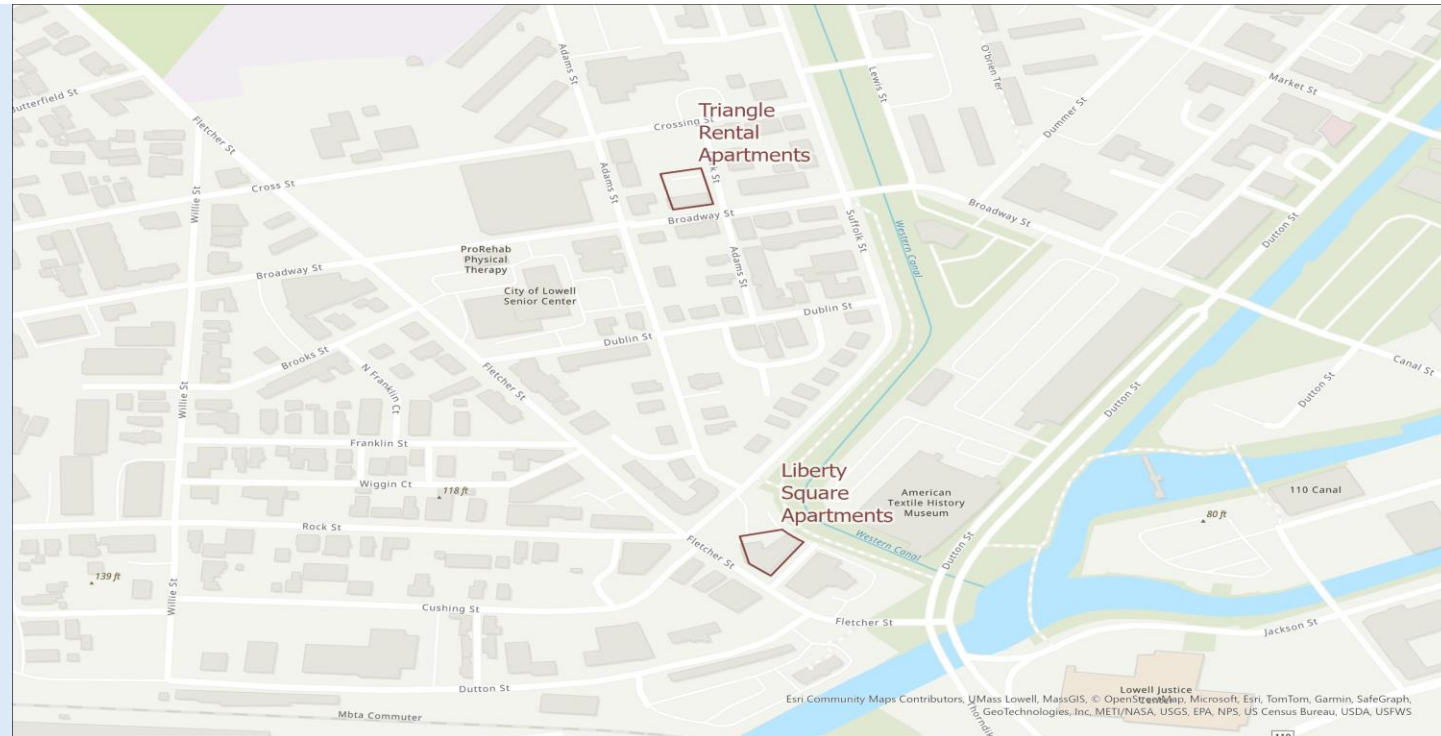 Adams St
O'brien Ter
Lewis St
Market St
Butterfield St
Dummer St
Triangle
Rental
Apartments
Fletcher St
Crossing St
Cross St
Adams St
Willie St
Broadway St
Broadway St
Suffolk St
Western Canal
Dutton St
ProRehab
Physical
Therapy
Adams St
Broadway St
City of Lowell
Senior Center
Dublin St
Dublin St
Brooks St
Canal St
Fletcher St
N Franklin Ct
Dutton St
Dutton St
Willie St
Franklin St
Liberty
Square
Apartments
Wiggin Ct
118 ft
American
Textile History
Museum
110 Canal
80 ft
Rock St
Western Canal
Fletcher St
Dutton St
139 ft
Willie St
Cushing St
Fletcher St
Jackson St
Dutton St
Lowell Justice
Mbta Commuter
Esri Community Maps Contributors, UMass Lowell, MassGIS, © OpenStreetMap, Microsoft, Esri, TomTom, Garmin, SafeGraph,
GeoTechnologies, Inc, METI/NASA, USGS, EPA, NPS, US Census Bureau, USDA, USFWS